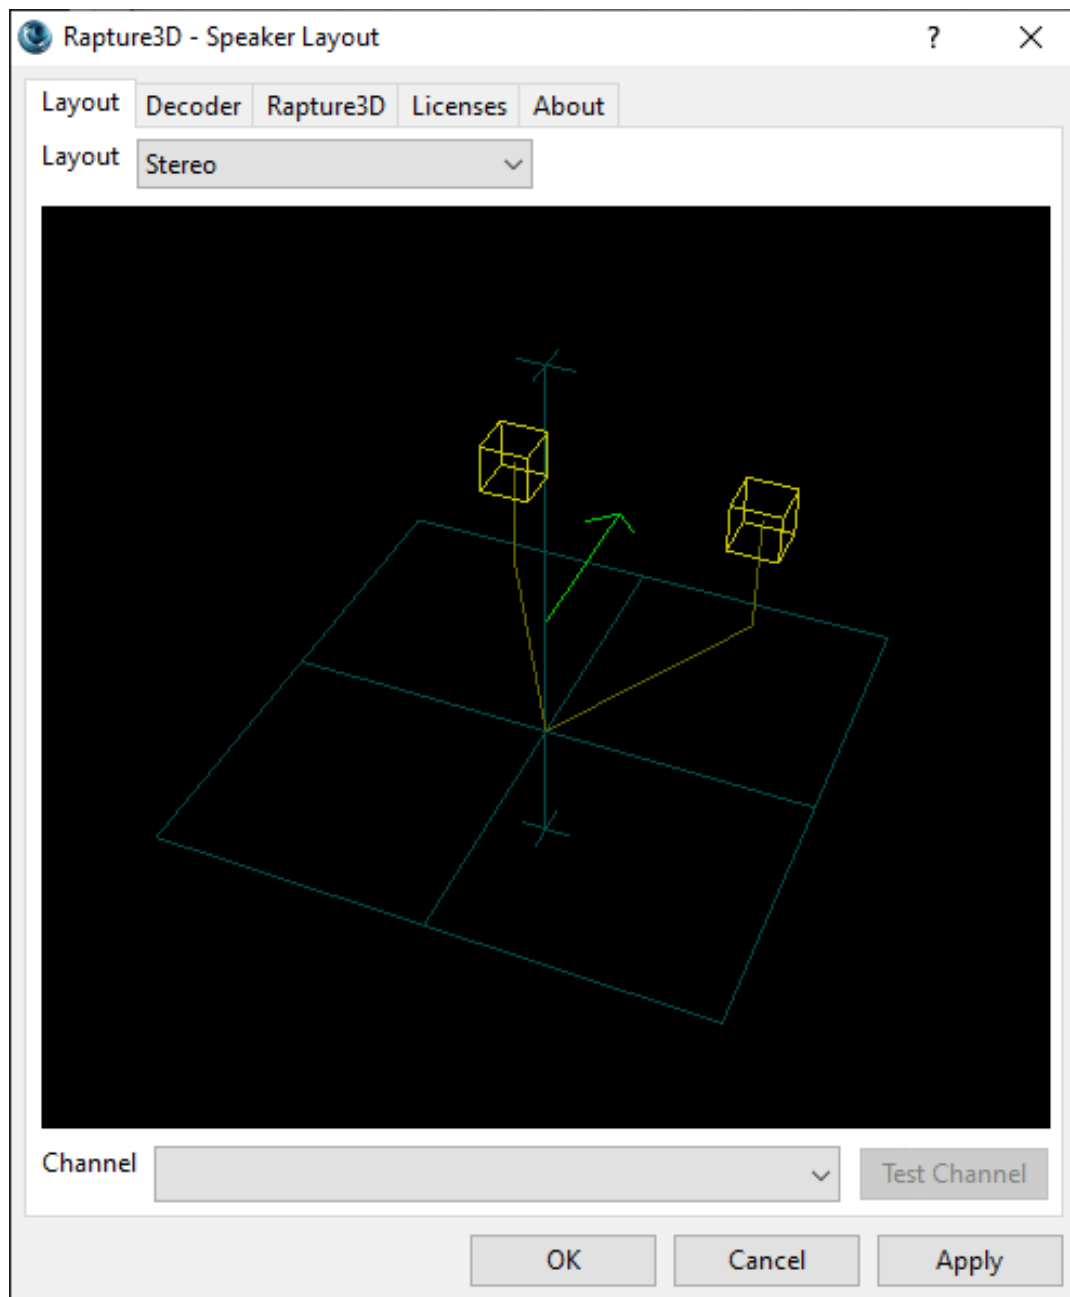 Rapture3D - Speaker Layout
?
Layout Decoder Rapture3D Licenses About
Layout Stereo
Channel Test Channel
OK Cancel Apply